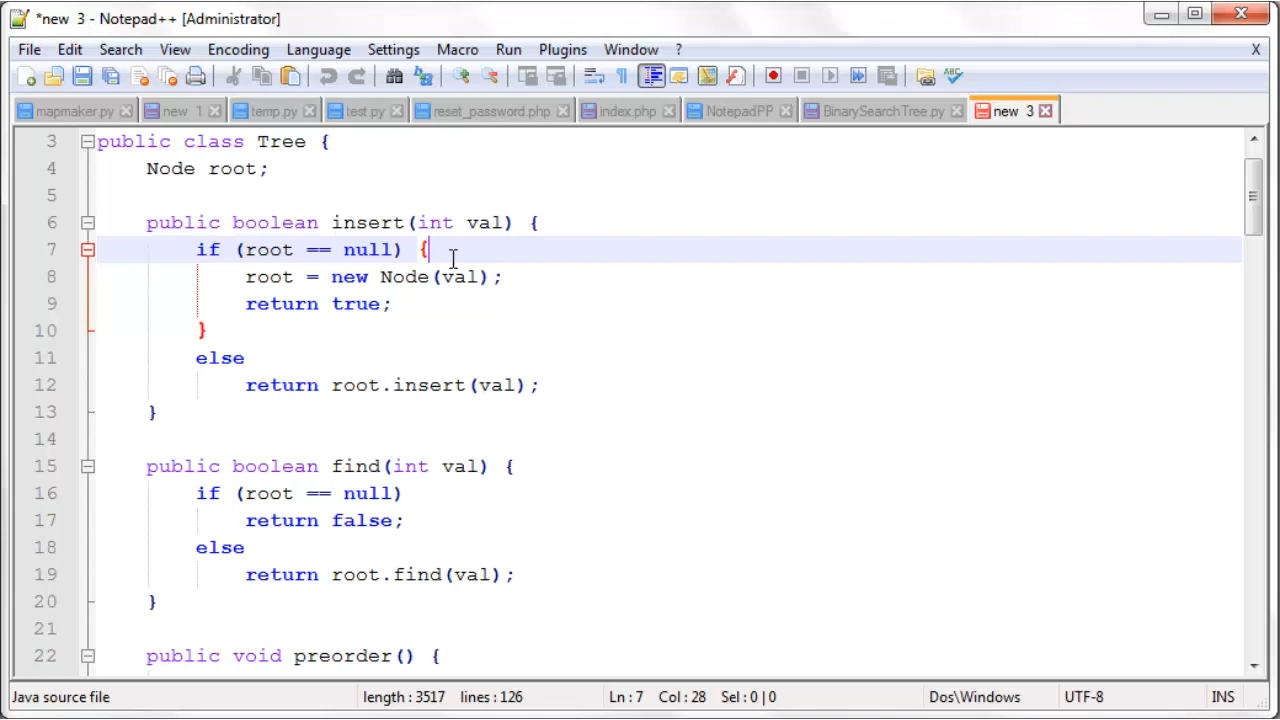 *new 3 - Notepad++ [Administrator]
File Edit Search View Encoding Language Settings Macro Run Plugins Window ? X
ABC
mapmaker.py new 1 temp.py test.py reset_password.php index.php NotepadPP BinarySearchTree.py new 3
3 public class Tree {
4 Node root;
5
6 public boolean insert(int val) {
7 if (root == null) {
8 root = new Node(val);
9 return true;
10 }
11 else
12 return root.insert(val);
13 }
14
15 public boolean find(int val) {
16 if (root == null)
17 return false;
18 else
19 return root.find(val);
20 }
21
22 public void preorder() {
Java source file length : 3517 lines : 126 Ln : 7 Col : 28 Sel : 0 | 0 Dos\Windows UTF-8 INS